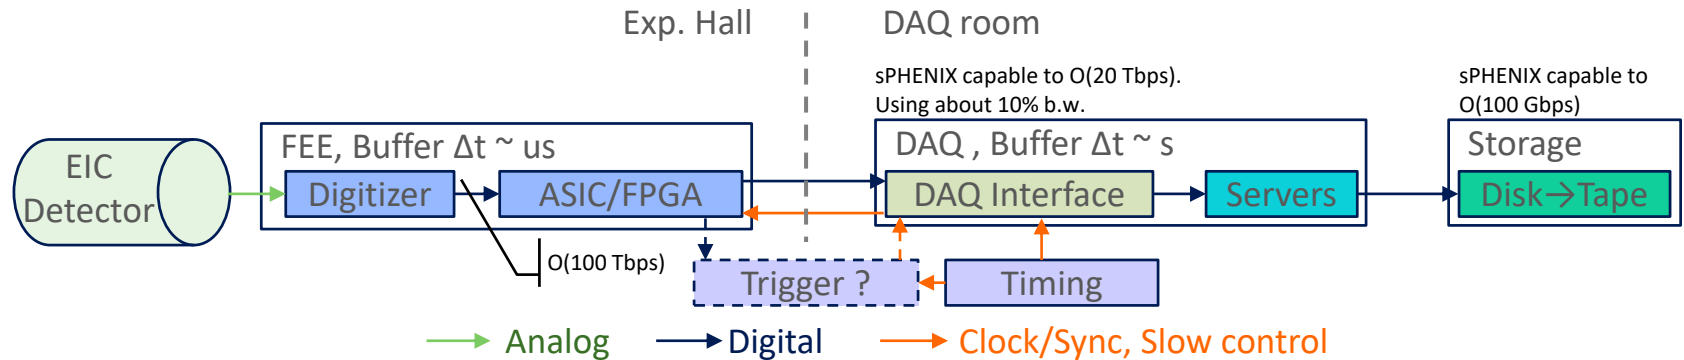 Exp. Hall
DAQ room
sPHENIX capable to O(20 Tbps).
Using about 10% b.w.
sPHENIX capable to
O(100 Gbps)
EIC
Detector
FEE, Buffer Δt ~ us
Digitizer
ASIC/FPGA
DAQ , Buffer Δt ~ s
DAQ Interface
Servers
Storage
Disk→Tape
O(100 Tbps)
Trigger ?
Timing
Analog
Digital
Clock/Sync, Slow control